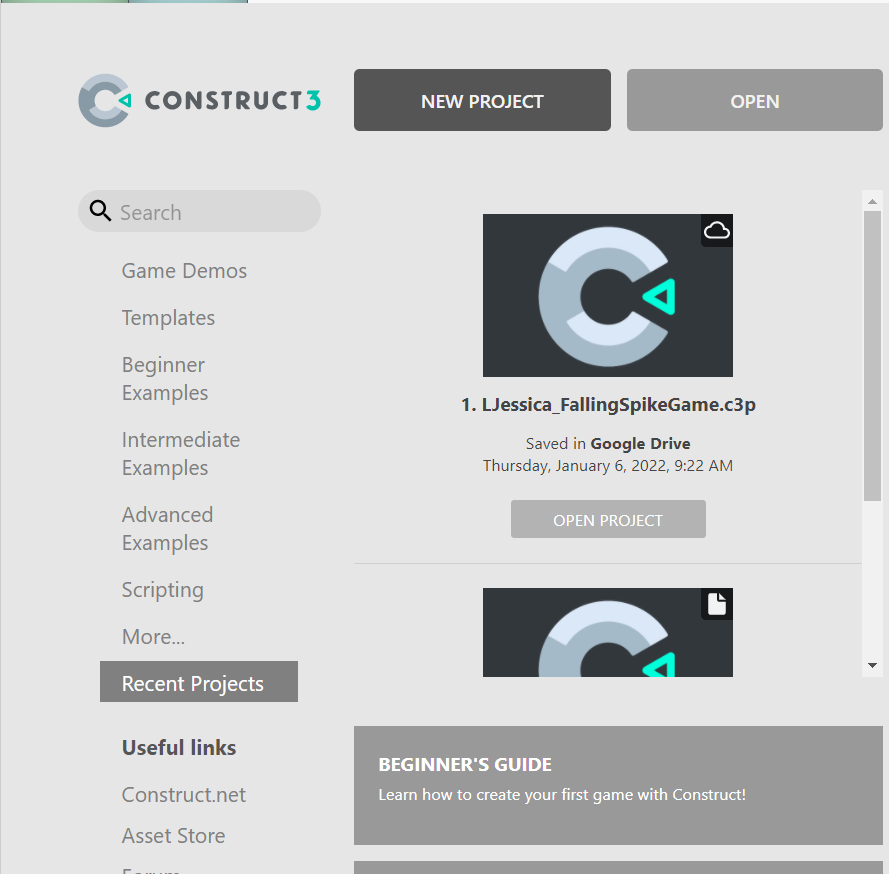 CONSTRUCT3
NEW PROJECT
OPEN
Search
Game Demos
Templates
Beginner
Examples
Intermediate
Examples
Advanced
Examples
Scripting
More...
Recent Projects
Useful links
Construct.net
Asset Store
Forum
1. LJessica_FallingSpikeGame.c3p
Saved in Google Drive
Thursday, January 6, 2022, 9:22 AM
OPEN PROJECT
BEGINNER'S GUIDE
Learn how to create your first game with Construct!